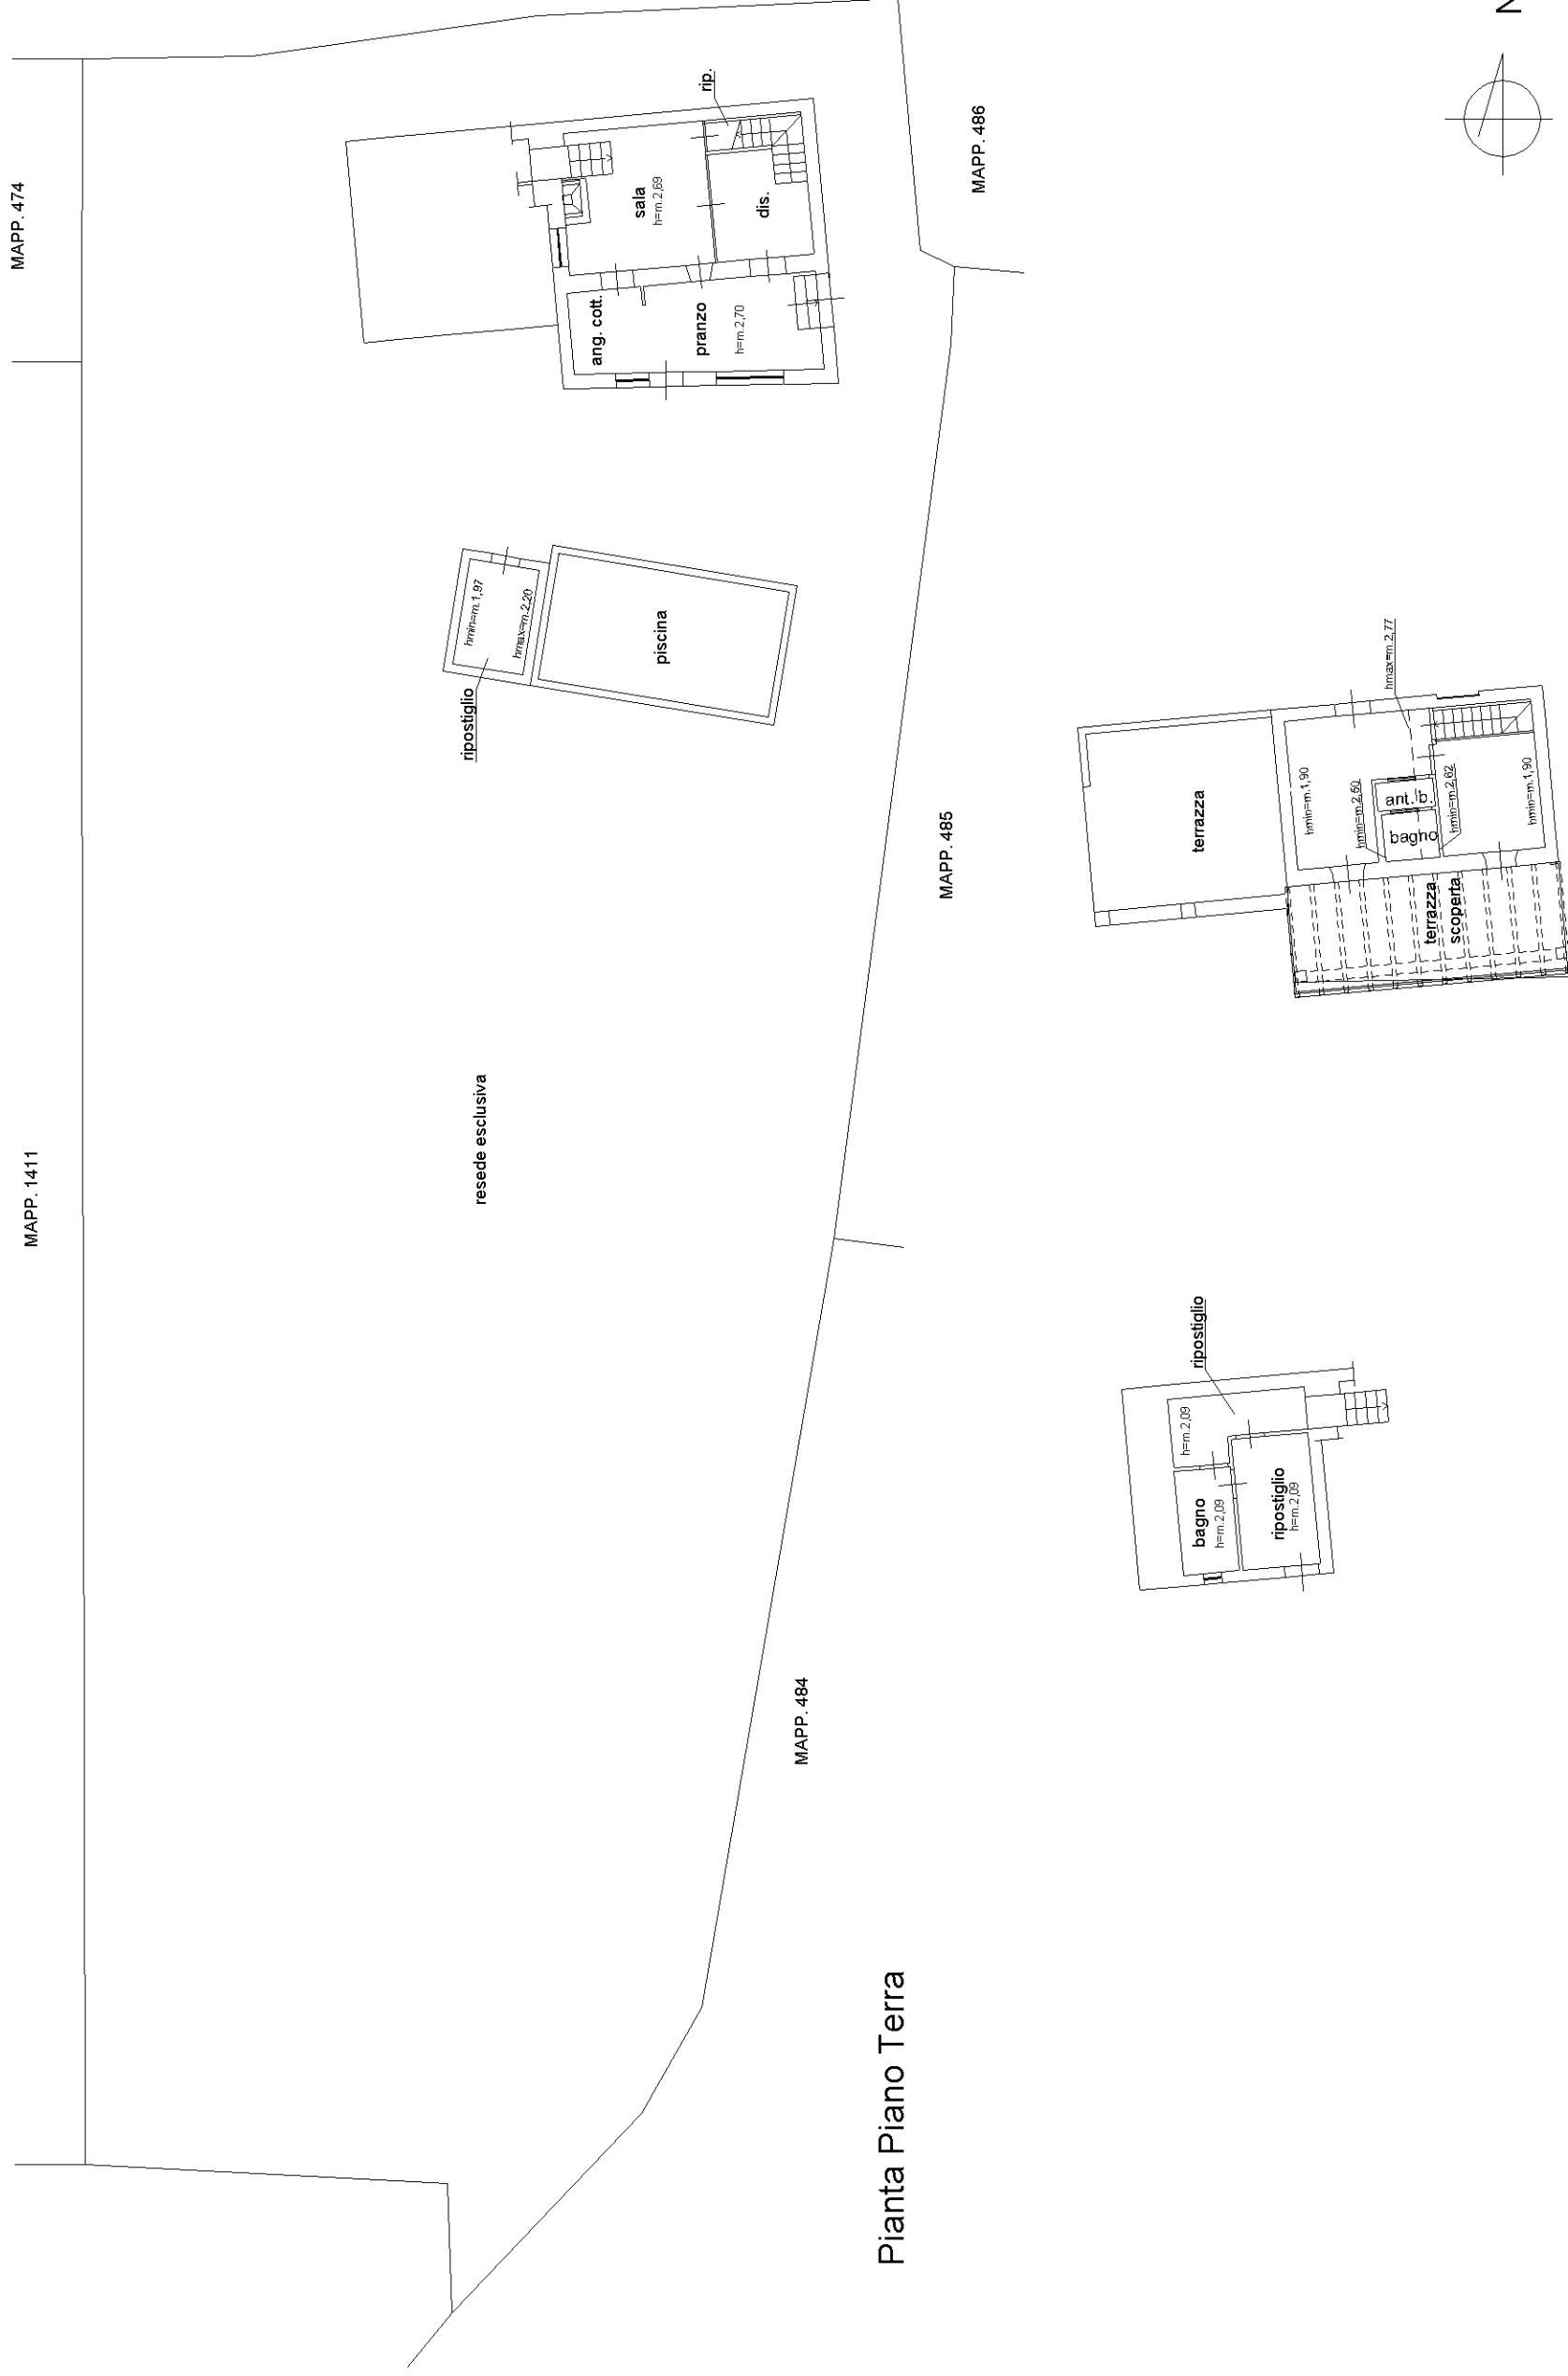 MAPP. 474
MAPP. 1411
MAPP. 486
MAPP. 485
MAPP. 484
N
rip.
sala
h=m.2,69
dis.
ang. cott.
pranzo
h=m.2,70
hmin=m.1,97
hmax=m.2,20
ripostiglio
piscina
resede esclusiva
terrazza
hmin=m.1,90
hmin=m.2,50
ant. b.
bagno
hmin=m.2,62
hmax=m.2,77
hmin=m.1,90
terrazza
scoperta
ripostiglio
h=m.2,09
bagno
h=m.2,09
ripostiglio
h=m.2,09
Pianta Piano Terra